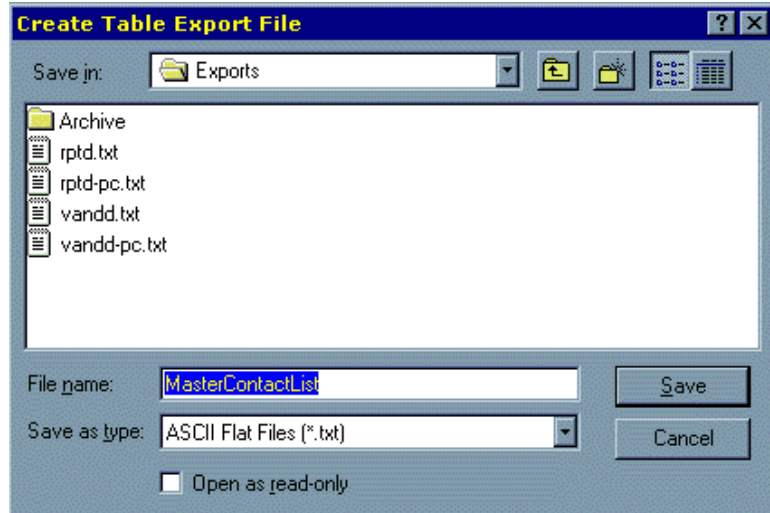 Create Table Export File
Save in: Exports
Archive
rptd.txt
rptd-pc.txt
vandd.txt
vandd-pc.txt
File name: MasterContactList Save
Save as type: ASCII Flat Files (*.txt) Cancel
Open as read-only